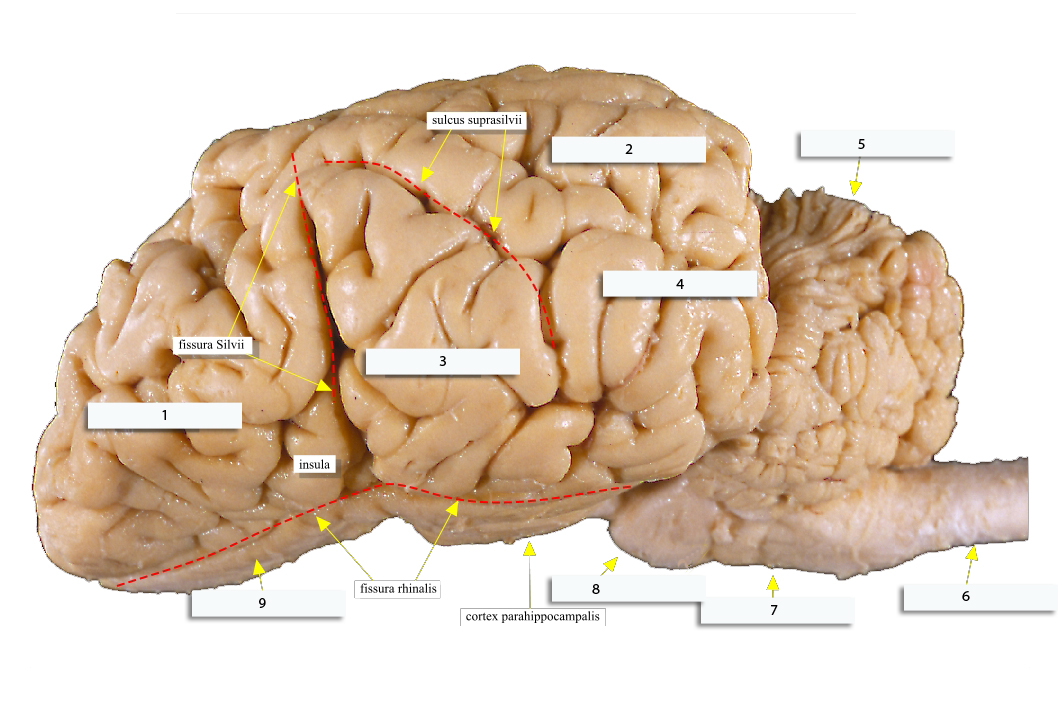 sulcus suprasilvii
2
5
4
fissura Silvii
3
1
insula
fissura rhinalis
8
9
6
7
cortex parahippocampalis